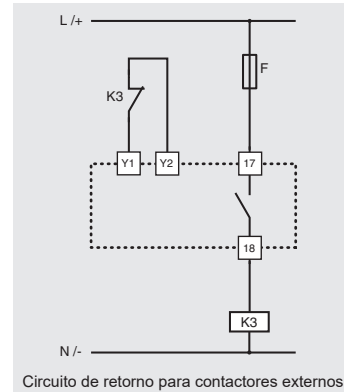 L /+
F
K3
Y1 Y2 17
18
K3
N /-
Circuito de retorno para contactores externos